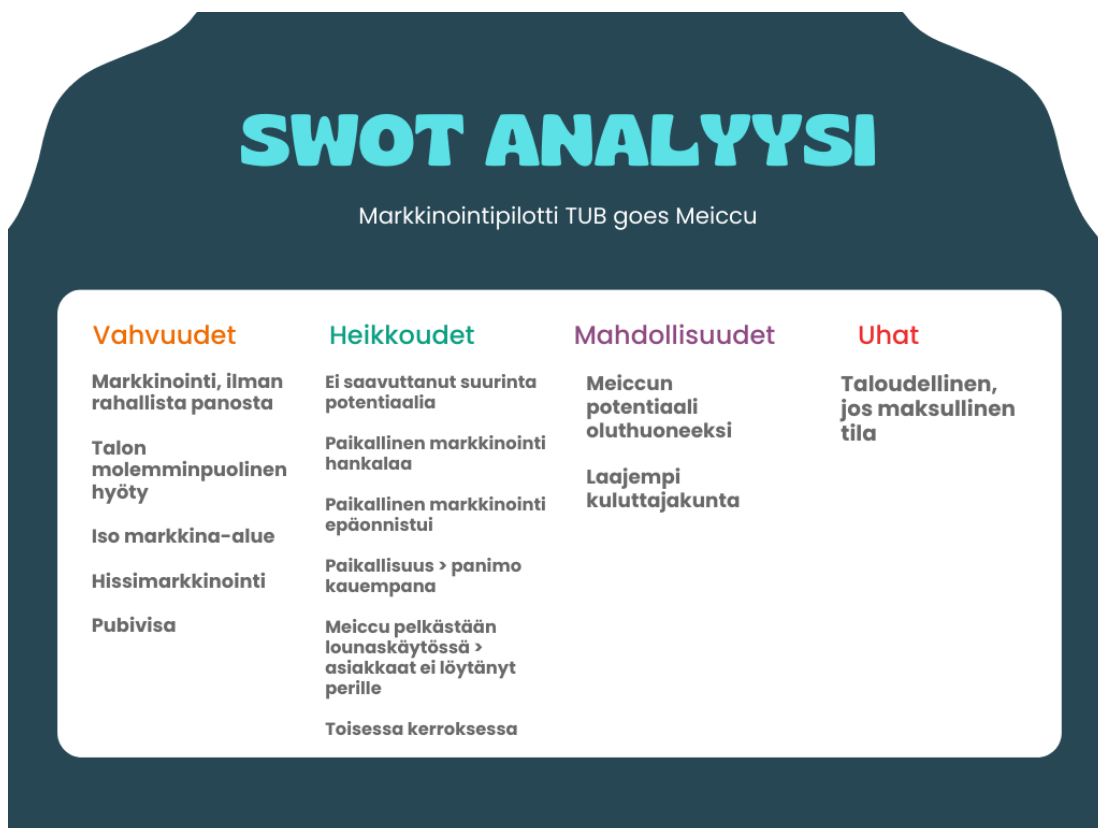 SWOT ANALYYSI
Markkinointipilotti TUB goes Meiccu
Vahvuudet
Markkinointi, ilman
rahallista panosta
Talon
molemminpuolinen
hyöty
Iso markkina-alue
Hissimarkkinointi
Pubivisa
Heikkoudet
Ei saavuttanut suurinta
potentiaalia
Paikallinen markkinointi
hankalaa
Paikallinen markkinointi
epäonnistui
Paikallisuus > panimo
kauempana
Meiccu pelkästään
lounaskäytössä >
asiakkaat ei löytänyt
perille
Toisessa kerroksessa
Mahdollisuudet
Meiccun
potentiaali
oluthuoneeksi
Laajempi
kuluttajakunta
Uhat
Taloudellinen,
jos maksullinen
tila